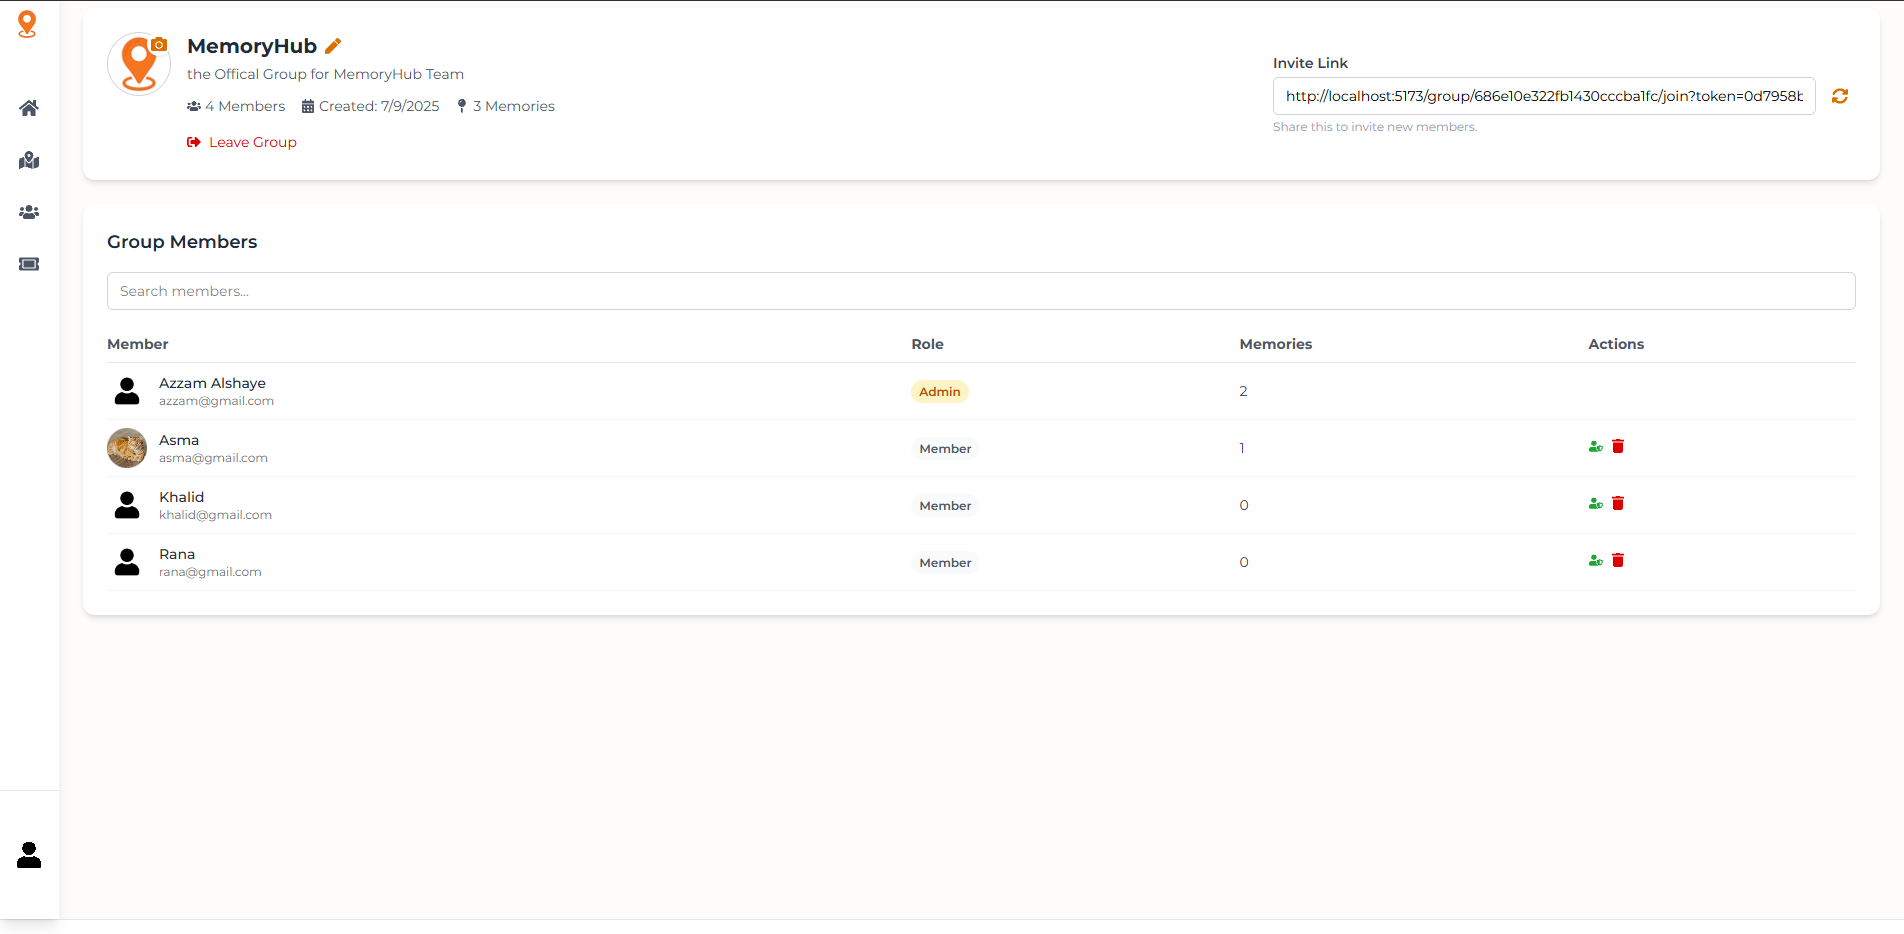 MemoryHub
the Offical Group for MemoryHub Team
4 Members Created: 7/9/2025 3 Memories
Leave Group
Invite Link
http://localhost:5173/group/686e10e322fb1430cccba1fc/join?token=0d7958b
Share this to invite new members.
Group Members
Search members...
Member Role Memories Actions
Azzam Alshaye
azzam@gmail.com
Admin 2
Asma
asma@gmail.com
Member 1
Khalid
khalid@gmail.com
Member 0
Rana
rana@gmail.com
Member 0